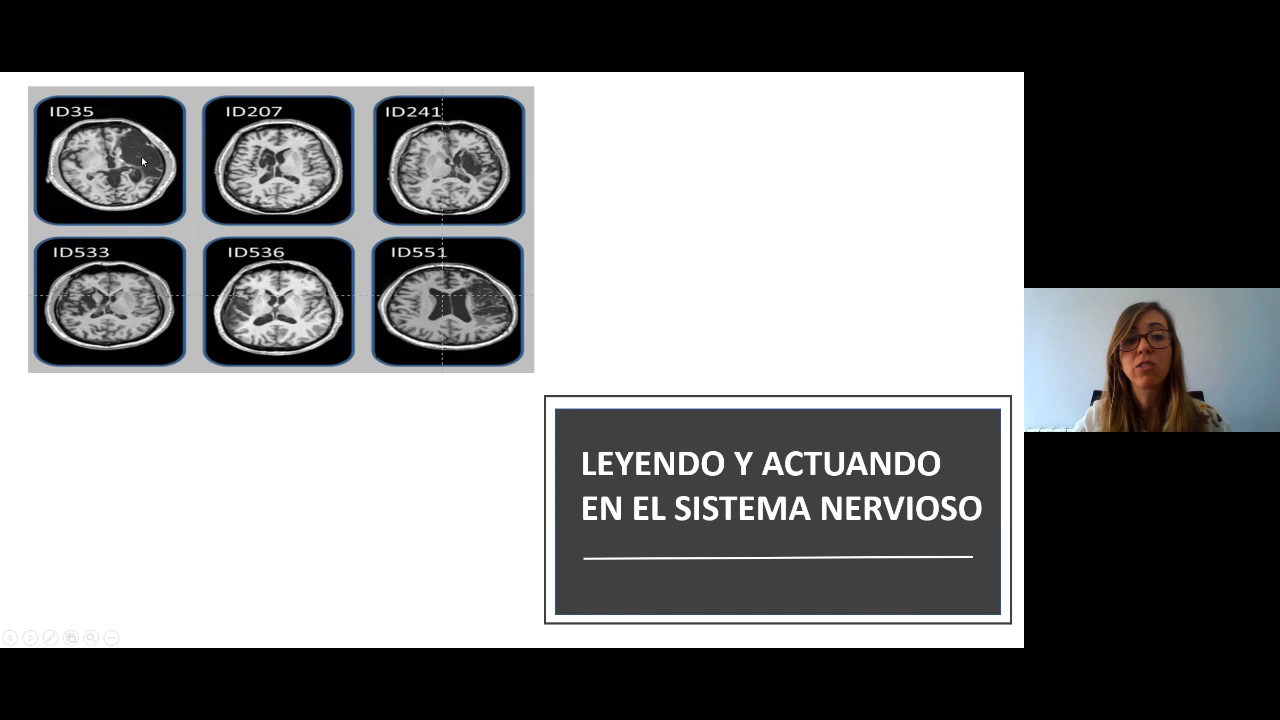 ID35
ID207
ID241
ID533
ID536
ID551
LEYENDO Y ACTUANDO
EN EL SISTEMA NERVIOSO